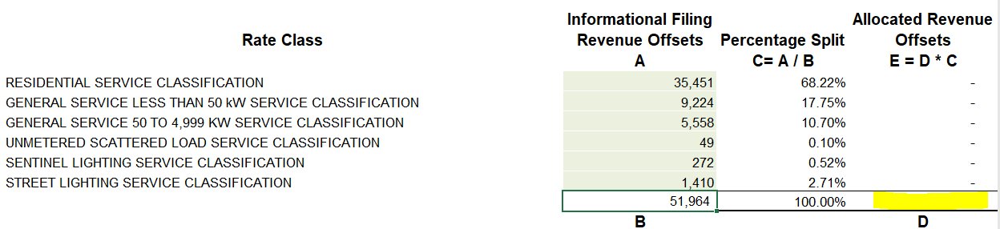 Informational Filing Allocated Revenue
Rate Class Revenue Offsets Percentage Split Offsets
A C= A / B E = D * C
RESIDENTIAL SERVICE CLASSIFICATION 35,451 68.22% -
GENERAL SERVICE LESS THAN 50 kW SERVICE CLASSIFICATION 9,224 17.75% -
GENERAL SERVICE 50 TO 4,999 KW SERVICE CLASSIFICATION 5,558 10.70% -
UNMETERED SCATTERED LOAD SERVICE CLASSIFICATION 49 0.10% -
SENTINEL LIGHTING SERVICE CLASSIFICATION 272 0.52% -
STREET LIGHTING SERVICE CLASSIFICATION 1,410 2.71% -
51,964 100.00%
B D